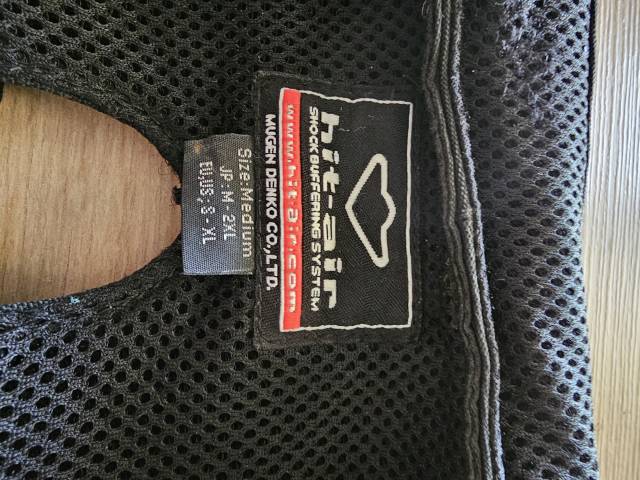 hit-air
SHOCK BUFFERING SYSTEM
www.hit-air.com
MUGEN DENKO CO.,LTD.
Size:Medium
JP: M - 2XL
EU,US; S - XL